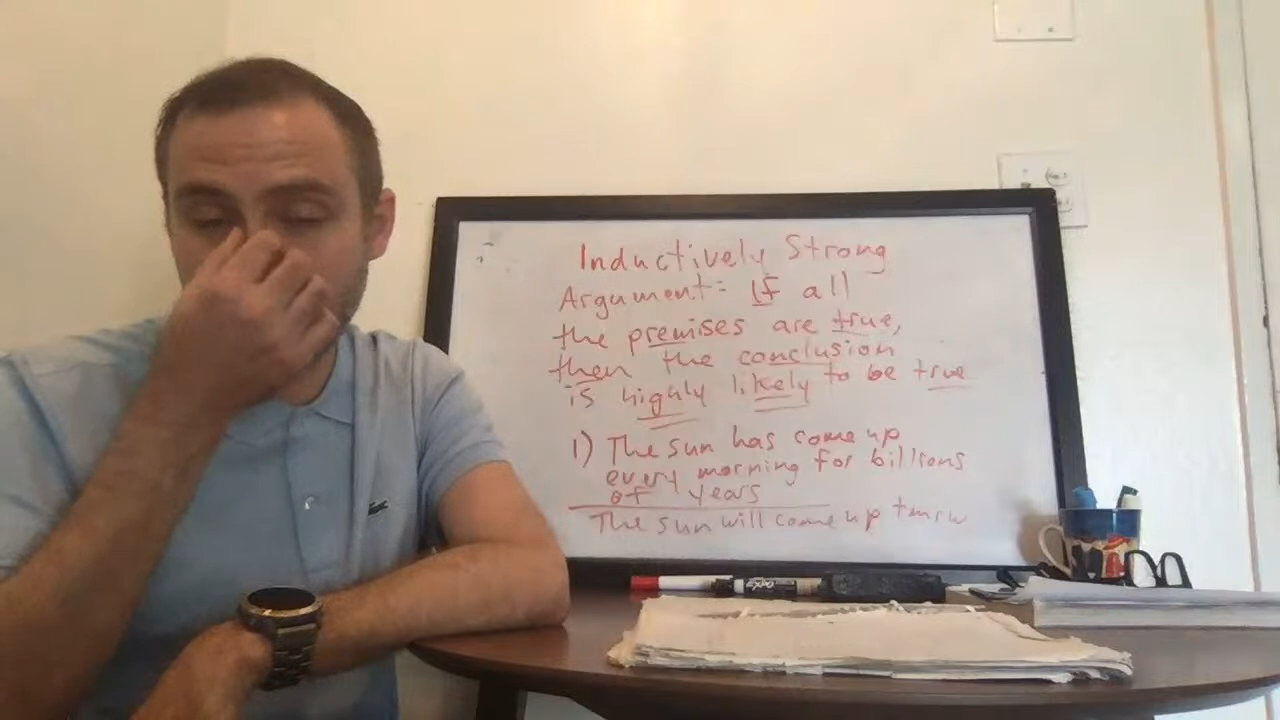 Inductively Strong
Argument= If all
the premises are true,
then the conclusion
is highly likely to be true
1) The sun has come up
every morning for billions
of years
The sun will come up tmrw
EXPO